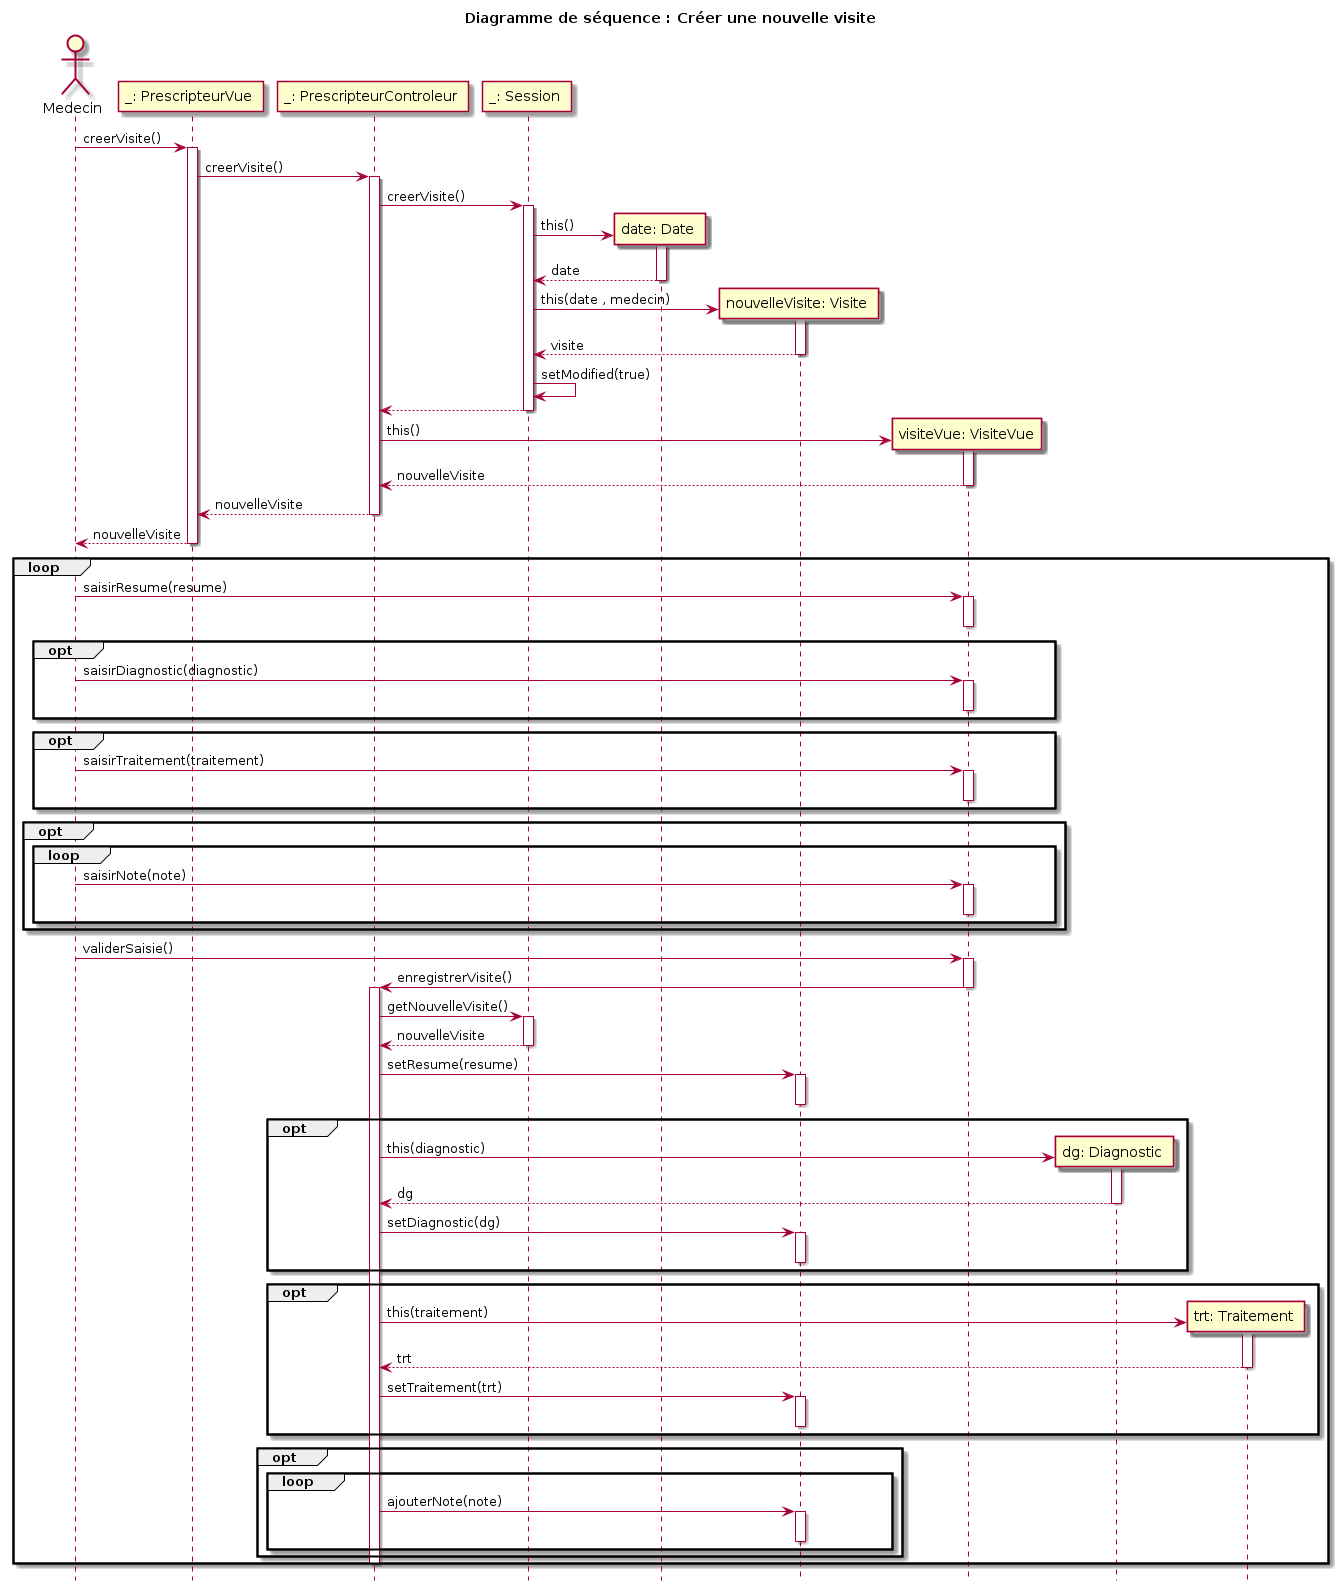 Diagramme de séquence : Créer une nouvelle visite
Medecin
_: PrescripteurVue
_: PrescripteurControleur
_: Session
creerVisite()
creerVisite()
creerVisite()
this()
date: Date
date
this(date , medecin)
nouvelleVisite: Visite
visite
setModified(true)
this()
visiteVue: VisiteVue
nouvelleVisite
nouvelleVisite
nouvelleVisite
loop
saisirResume(resume)
opt
saisirDiagnostic(diagnostic)
opt
saisirTraitement(traitement)
opt
loop
saisirNote(note)
validerSaisie()
enregistrerVisite()
getNouvelleVisite()
nouvelleVisite
setResume(resume)
opt
this(diagnostic)
dg: Diagnostic
dg
setDiagnostic(dg)
opt
this(traitement)
trt: Traitement
trt
setTraitement(trt)
opt
loop
ajouterNote(note)